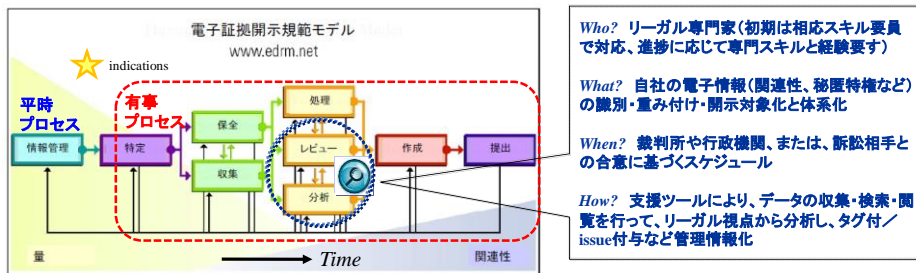 電子証拠開示規範モデル
www.edrm.net
indications
平時
プロセス
有事
プロセス
情報管理
特定
保全
収集
処理
レビュー
分析
作成
提出
量
Time
関連性
Who? リーガル専門家(初期は相応スキル要員
で対応、進捗に応じて専門スキルと経験要す)
What? 自社の電子情報(関連性、秘匿特権など)
の識別・重み付け・開示対象化と体系化
When? 裁判所や行政機関、または、訴訟相手と
の合意に基づくスケジュール
How? 支援ツールにより、データの収集・検索・閲
覧を行って、リーガル視点から分析し、タグ付/
issue付与など管理情報化